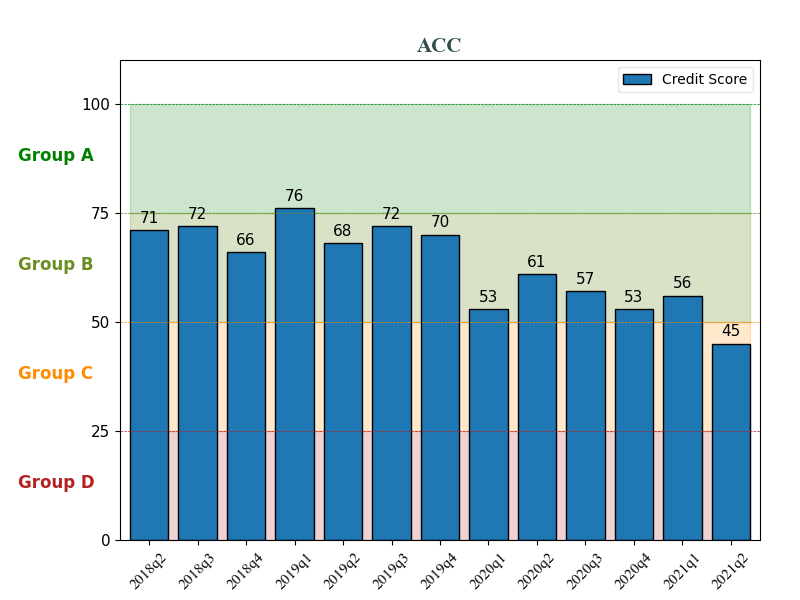 ACC
Credit Score
100
Group A
76
75
71
72
72
70
68
66
Group B
61
57
56
53
53
50
45
Group C
25
Group D
0
2018q2
2018q3
2018q4
2019q1
2019q2
2019q3
2019q4
2020q1
2020q2
2020q3
2020q4
2021q1
2021q2